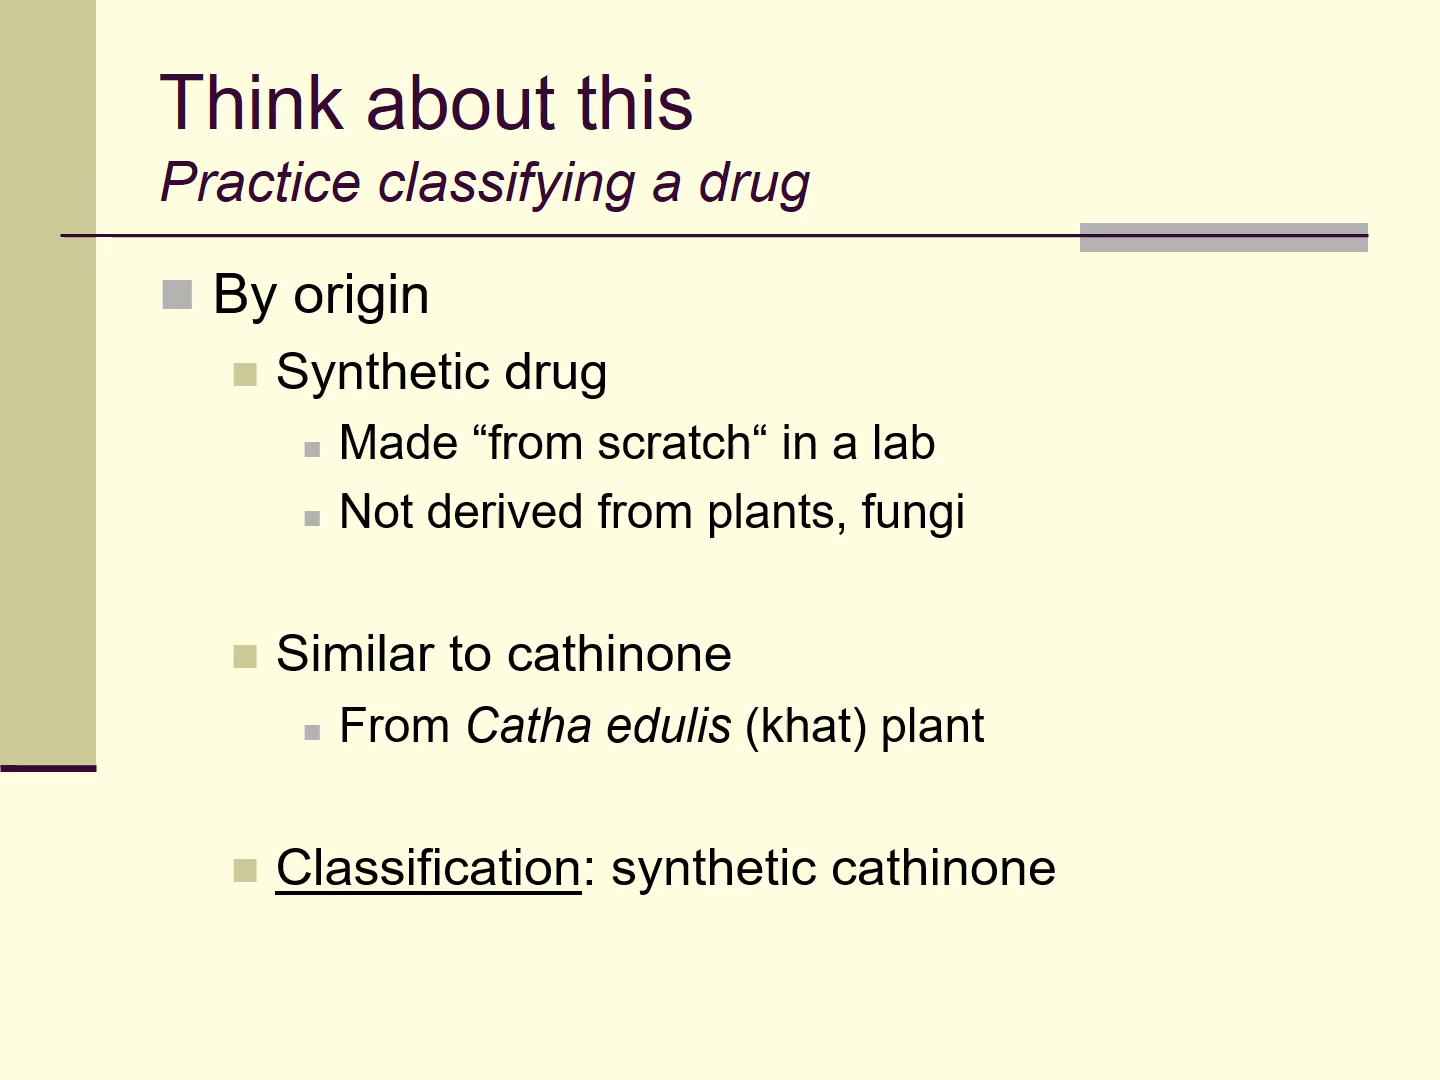 Think about this
Practice classifying a drug
By origin
Synthetic drug
Made “from scratch“ in a lab
Not derived from plants, fungi
Similar to cathinone
From Catha edulis (khat) plant
Classification: synthetic cathinone